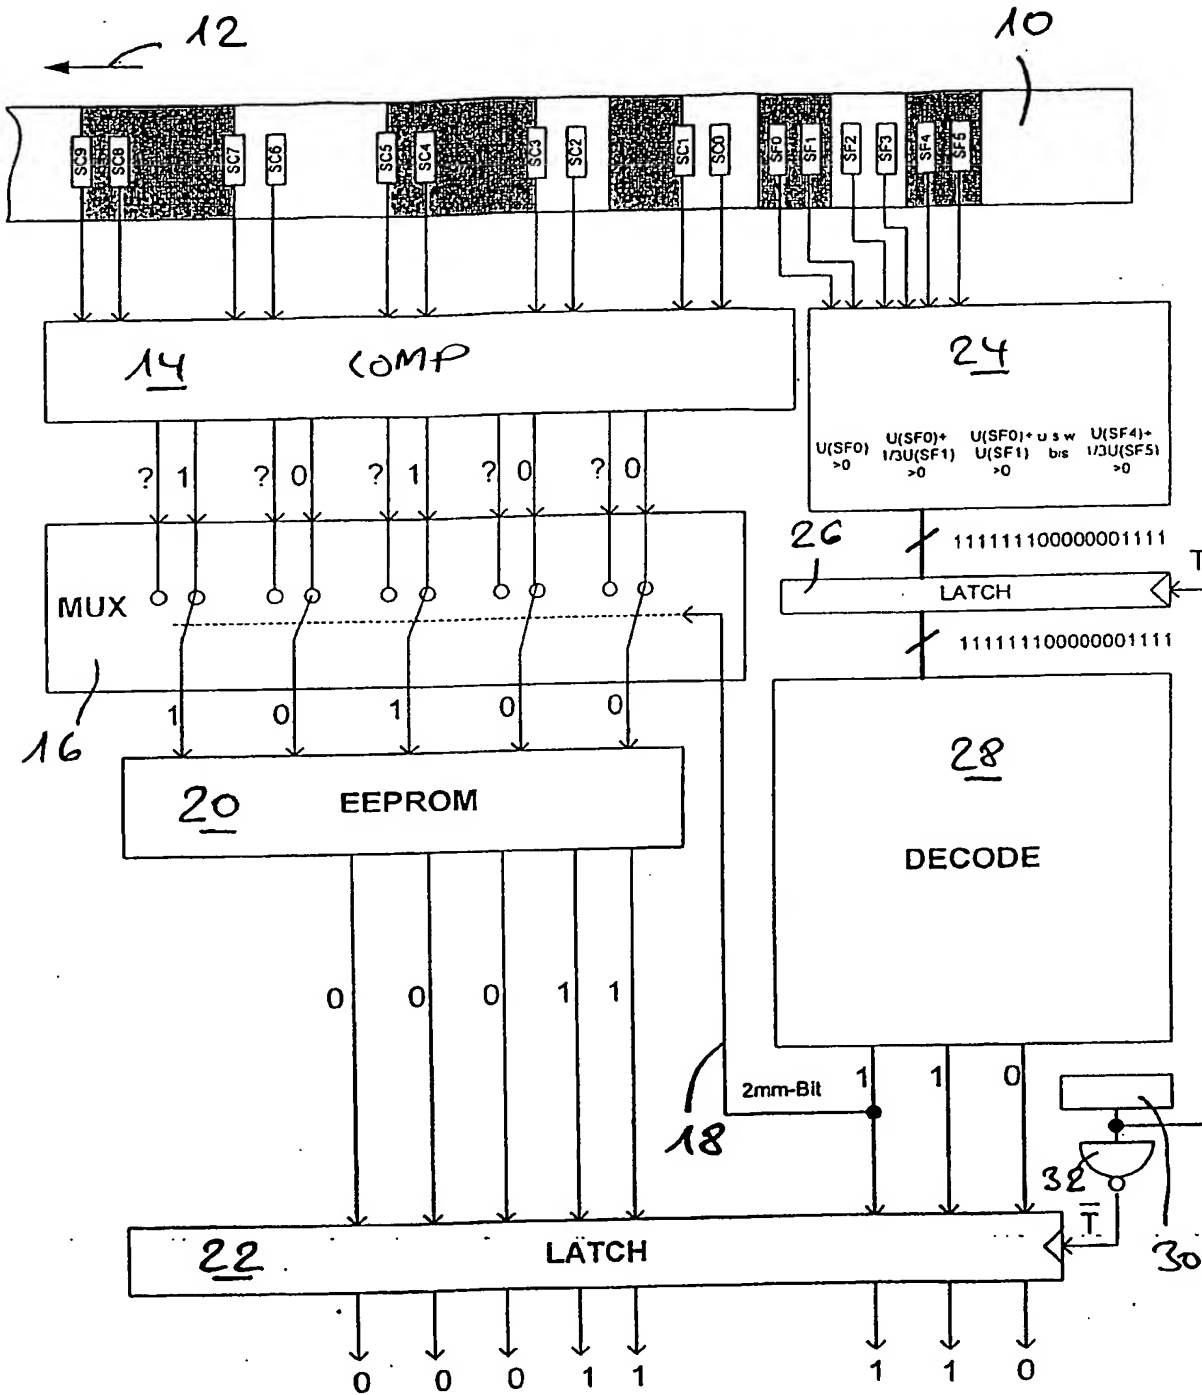 12
10
SC9 SC8 SC7 SC6 SC5 SC4 SC3 SC2 SC1 SC0 SF0 SF1 SF2 SF3 SF4 SF5
14 COMP
24
U(SF0) >0
U(SF0)+ 1/3U(SF1) >0
U(SF0)+ U(SF1) >0
u s w bis
U(SF4)+ 1/3U(SF5) >0
? 1 ? 0 ? 1 ? 0 ? 0
26
1111111100000001111
LATCH
T
1111111100000001111
MUX
16
1 0 1 0 0
20 EEPROM
28
DECODE
0 0 0 1 1
18
2mm-Bit
1 1 0
32
T̅
30
22 LATCH
0 0 0 1 1 1 1 0